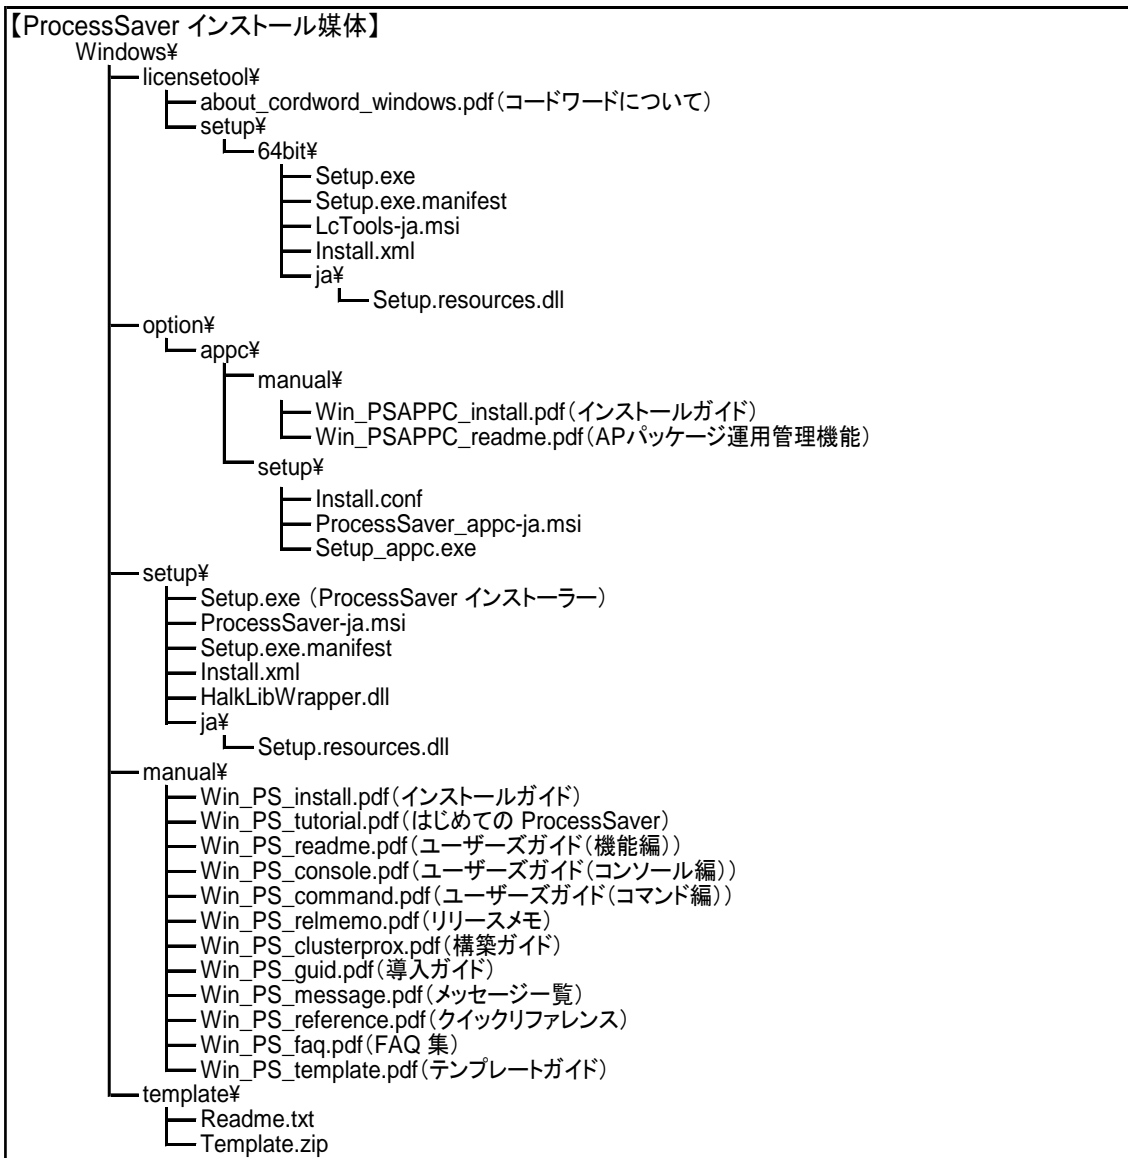 【ProcessSaver インストール媒体】
Windows¥
licensetool¥
about_cordword_windows.pdf(コードワードについて)
setup¥
64bit¥
Setup.exe
Setup.exe.manifest
LcTools-ja.msi
Install.xml
ja¥
Setup.resources.dll
option¥
appc¥
manual¥
Win_PSAPPC_install.pdf(インストールガイド)
Win_PSAPPC_readme.pdf(APパッケージ運用管理機能)
setup¥
Install.conf
ProcessSaver_appc-ja.msi
Setup_appc.exe
setup¥
Setup.exe (ProcessSaver インストーラー)
ProcessSaver-ja.msi
Setup.exe.manifest
Install.xml
HalkLibWrapper.dll
ja¥
Setup.resources.dll
manual¥
Win_PS_install.pdf(インストールガイド)
Win_PS_tutorial.pdf(はじめての ProcessSaver)
Win_PS_readme.pdf(ユーザーズガイド(機能編))
Win_PS_console.pdf(ユーザーズガイド(コンソール編))
Win_PS_command.pdf(ユーザーズガイド(コマンド編))
Win_PS_relmemo.pdf(リリースメモ)
Win_PS_clusterprox.pdf(構築ガイド)
Win_PS_guid.pdf(導入ガイド)
Win_PS_message.pdf(メッセージ一覧)
Win_PS_reference.pdf(クイックリファレンス)
Win_PS_faq.pdf(FAQ 集)
Win_PS_template.pdf(テンプレートガイド)
template¥
Readme.txt
Template.zip